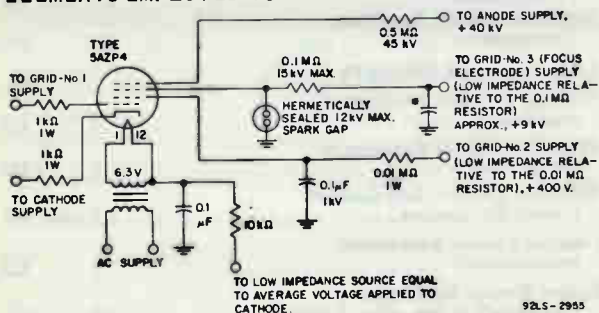 TYPE
5AZP4
0.5 MΩ
45 kV
TO ANODE SUPPLY,
+40 kV
TO GRID-No.1
SUPPLY
1kΩ
1W
0.1 MΩ
15kV MAX.
HERMETICALLY
SEALED 12kV MAX.
SPARK GAP
TO GRID-No. 3 (FOCUS
ELECTRODE) SUPPLY
(LOW IMPEDANCE RELA-
TIVE TO THE 0.1 MΩ
RESISTOR)
APPROX., +9 kV
1kΩ
1W
TO CATHODE
SUPPLY
1
12
6.3V
0.1
μF
10kΩ
AC SUPPLY
0.1μF
1kV
0.01 MΩ
1W
TO GRID-No.2 SUPPLY
(LOW IMPEDANCE RELA-
TIVE TO THE 0.01 MΩ
RESISTOR),+400 V.
TO LOW IMPEDANCE SOURCE EQUAL
TO AVERAGE VOLTAGE APPLIED TO
CATHODE.
92LS-2955